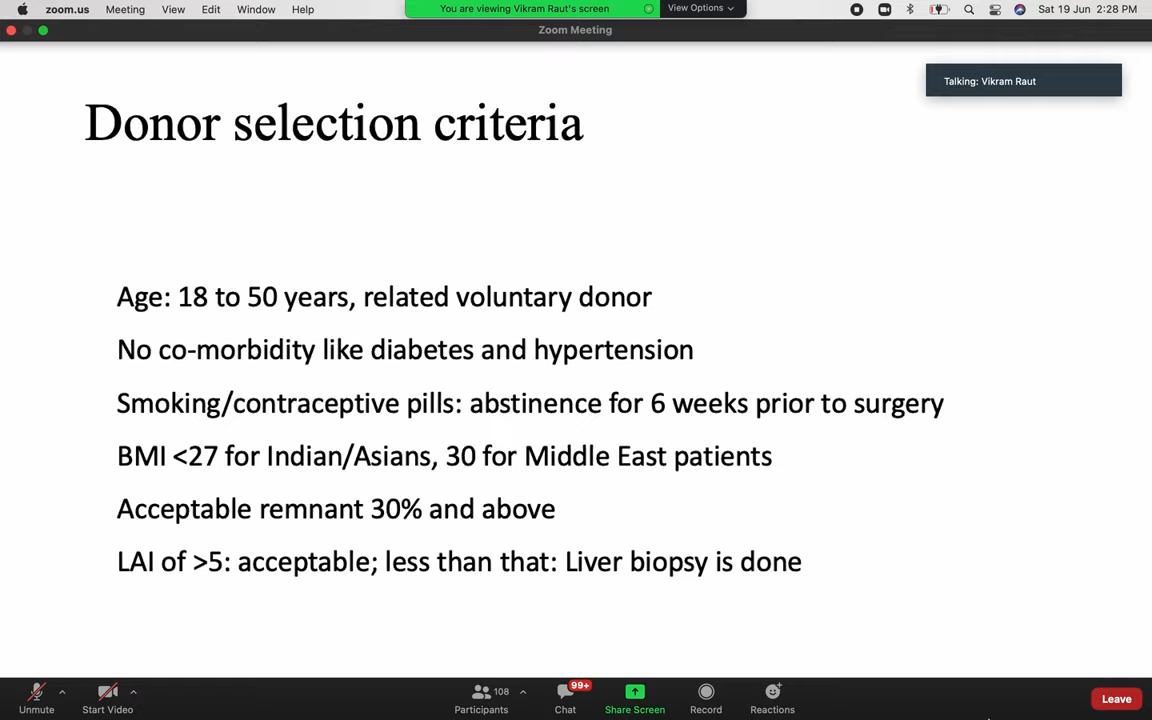 zoom.us Meeting View Edit Window Help You are viewing Vikram Raut's screen View Options Sat 19 Jun 2:28 PM
Zoom Meeting
Talking: Vikram Raut
Donor selection criteria
Age: 18 to 50 years, related voluntary donor
No co-morbidity like diabetes and hypertension
Smoking/contraceptive pills: abstinence for 6 weeks prior to surgery
BMI <27 for Indian/Asians, 30 for Middle East patients
Acceptable remnant 30% and above
LAI of >5: acceptable; less than that: Liver biopsy is done
108 99+
Unmute Start Video Participants Chat Share Screen Record Reactions Leave